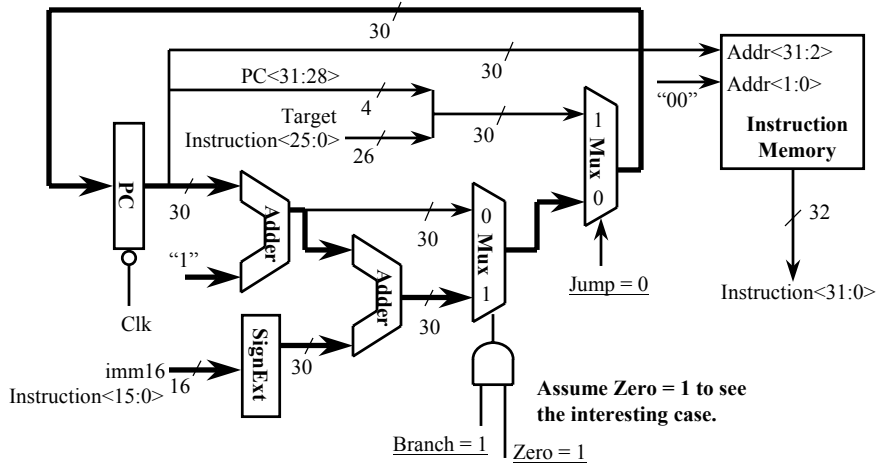 30
30
Addr<31:2>
PC<31:28>
4
"00"
Addr<1:0>
Target
Instruction<25:0>
26
30
1
Mux
0
Instruction
Memory
PC
30
Adder
"1"
Clk
30
0
Mux
1
Adder
30
Jump = 0
32
Instruction<31:0>
imm16
Instruction<15:0>
16
SignExt
30
Assume Zero = 1 to see
the interesting case.
Branch = 1
Zero = 1